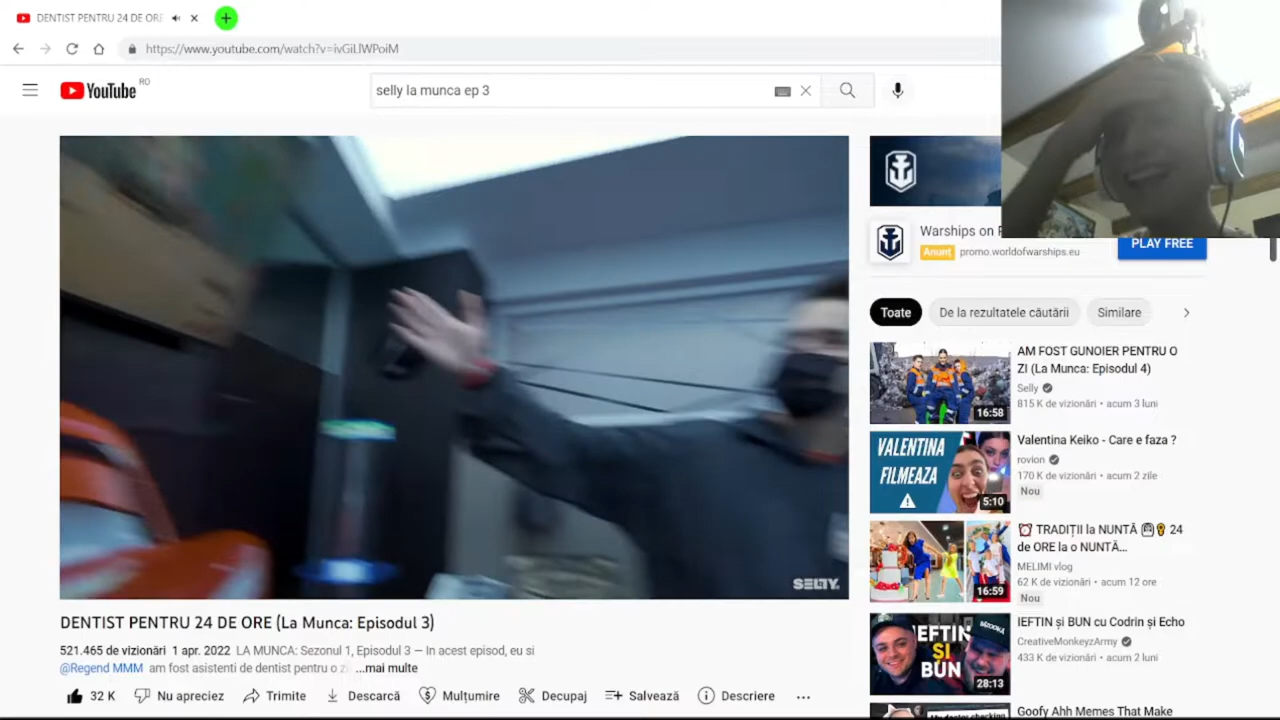 DENTIST PENTRU 24 DE ORE
https://www.youtube.com/watch?v=ivGiLlWPoiM
YouTube RO
selly la munca ep 3
SELTY.
DENTIST PENTRU 24 DE ORE (La Munca: Episodul 3)
521.465 de vizionări 1 apr. 2022 LA MUNCA: Sezonul 1, Episodul 3 — În acest episod, eu si
@Regend MMM am fost asistenti de dentist pentru o zi ...
32 K Nu apreciez Descarcă Mulțumire Decupaj Salvează Descriere
Warships on
Anunț promo.worldofwarships.eu
PLAY FREE
Toate De la rezultatele căutării Similare
16:58
AM FOST GUNOIER PENTRU O
ZI (La Munca: Episodul 4)
Selly
815 K de vizionări • acum 3 luni
VALENTINA
FILMEAZA
5:10
Valentina Keiko - Care e faza ?
rovion
170 K de vizionări • acum 2 zile
Nou
16:59
TRADIȚII la NUNTĂ 24
de ORE la o NUNTĂ...
MELIMI vlog
62 K de vizionări • acum 12 ore
Nou
IEFTIN
ȘI
BUN
28:13
IEFTIN și BUN cu Codrin și Echo
CreativeMonkeyzArmy
433 K de vizionări • acum 2 luni
Goofy Ahh Memes That Make